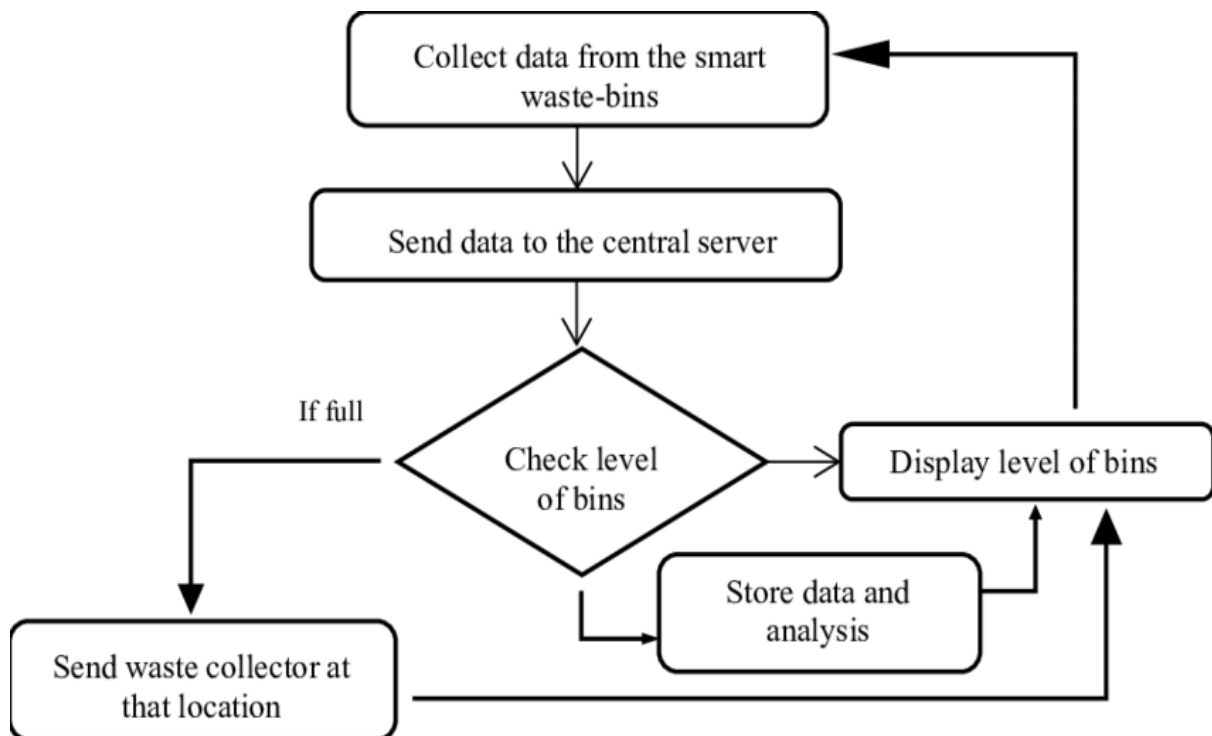 Collect data from the smart
waste-bins
Send data to the central server
If full
Check level
of bins
Display level of bins
Store data and
analysis
Send waste collector at
that location